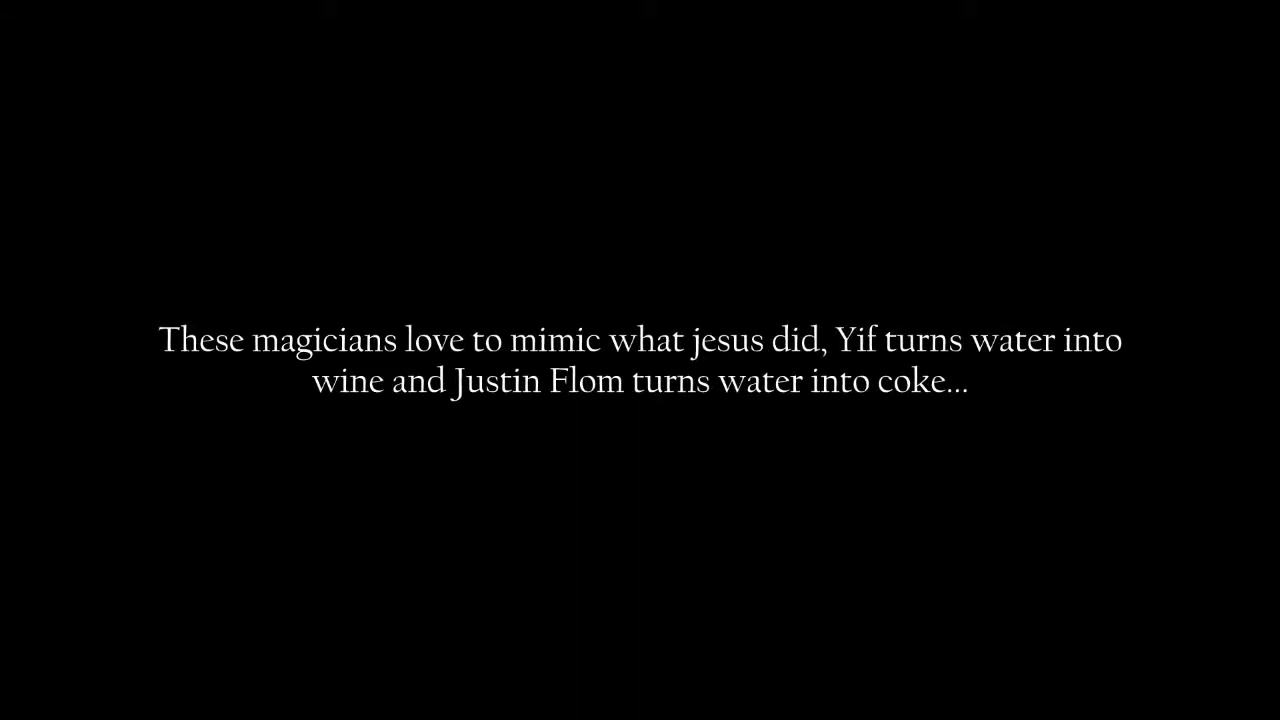 These magicians love to mimic what jesus did, Yif turns water into
wine and Justin Flom turns water into coke...